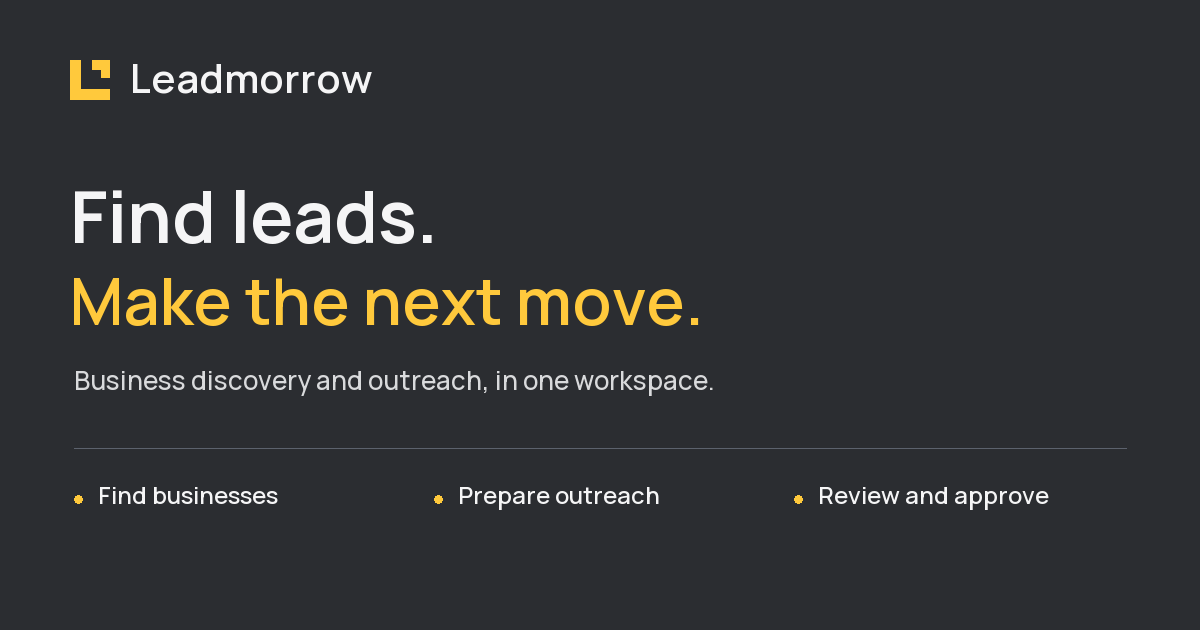 Leadmorrow
Find leads.
Make the next move.
Business discovery and outreach, in one workspace.
Find businesses
Prepare outreach
Review and approve